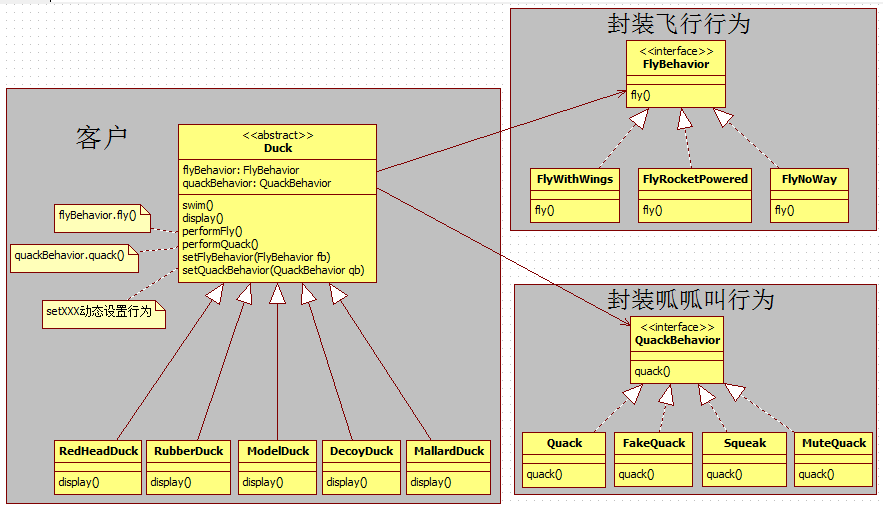 封装飞行行为
<<interface>>
FlyBehavior
fly()
FlyWithWings
fly()
FlyRocketPowered
fly()
FlyNoWay
fly()
客户
<<abstract>>
Duck
flyBehavior: FlyBehavior
quackBehavior: QuackBehavior
swim()
display()
performFly()
performQuack()
setFlyBehavior(FlyBehavior fb)
setQuackBehavior(QuackBehavior qb)
flyBehavior.fly()
quackBehavior.quack()
setXXX动态设置行为
RedHeadDuck
display()
RubberDuck
display()
ModelDuck
display()
DecoyDuck
display()
MallardDuck
display()
封装呱呱叫行为
<<interface>>
QuackBehavior
quack()
Quack
quack()
FakeQuack
quack()
Squeak
quack()
MuteQuack
quack()